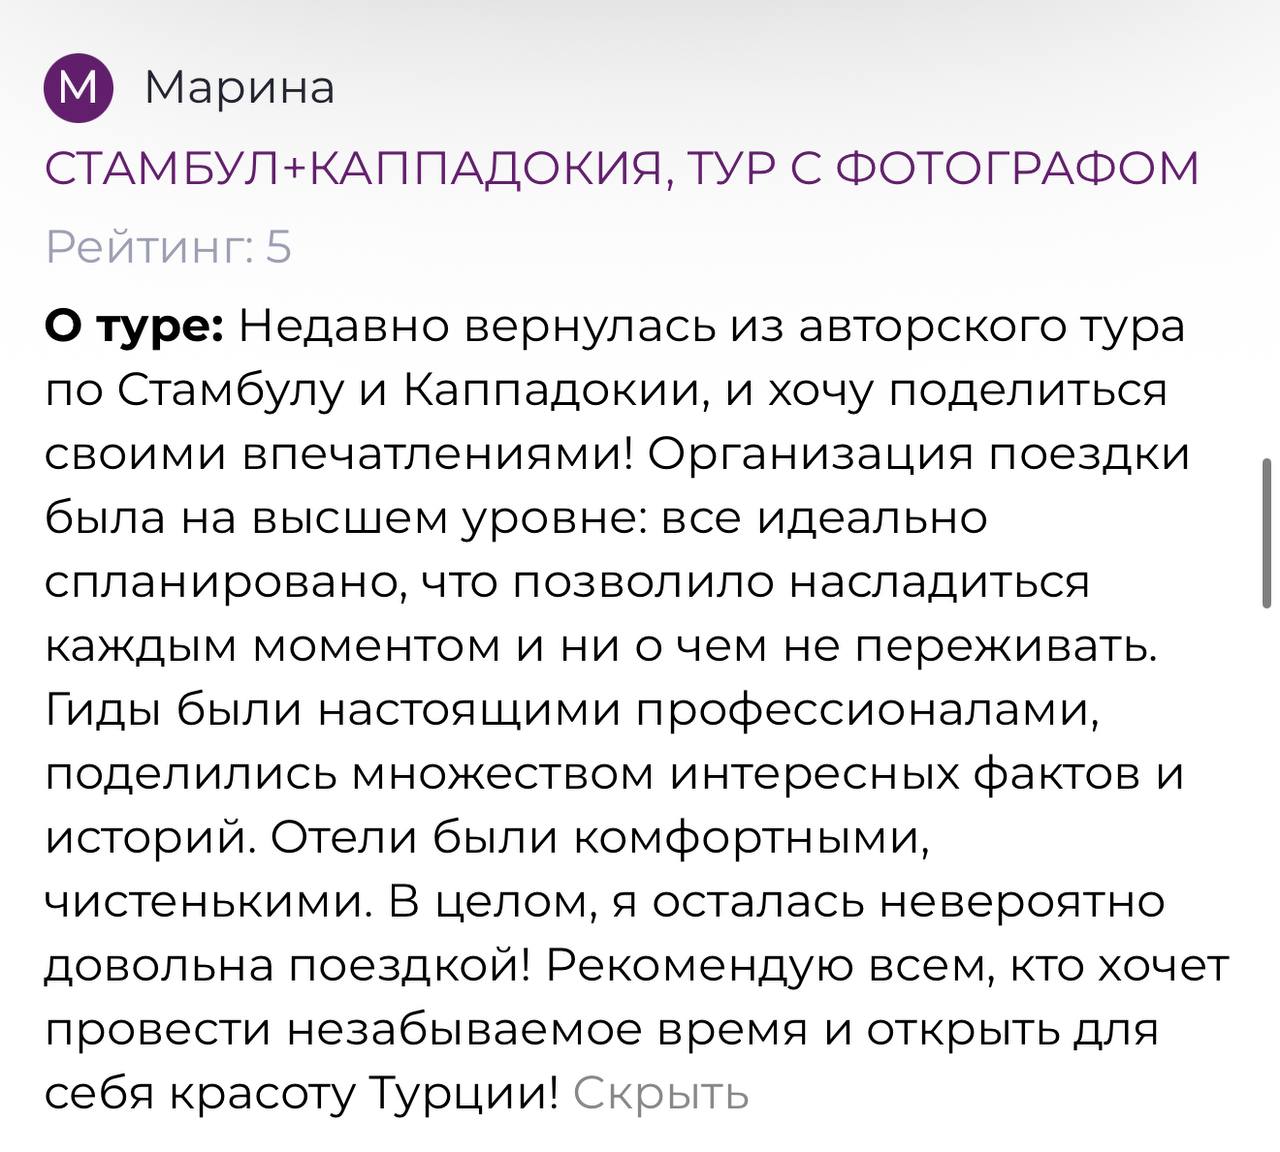 М Марина
СТАМБУЛ+КАППАДОКИЯ, ТУР С ФОТОГРАФОМ
Рейтинг: 5
О туре: Недавно вернулась из авторского тура
по Стамбулу и Каппадокии, и хочу поделиться
своими впечатлениями! Организация поездки
была на высшем уровне: все идеально
спланировано, что позволило насладиться
каждым моментом и ни о чем не переживать.
Гиды были настоящими профессионалами,
поделились множеством интересных фактов и
историй. Отели были комфортными,
чистенькими. В целом, я осталась невероятно
довольна поездкой! Рекомендую всем, кто хочет
провести незабываемое время и открыть для
себя красоту Турции! Скрыть